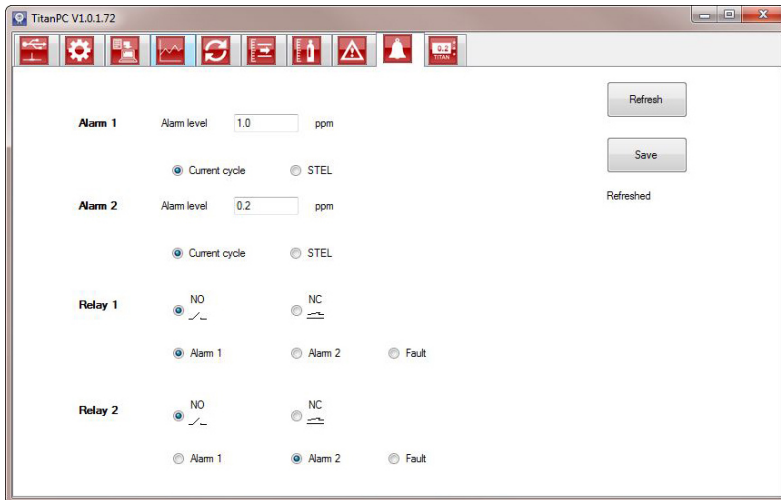 TitanPC V1.0.1.72
0.2
TITAN
Refresh
Alarm 1 Alarm level 1.0 ppm
Save
Current cycle STEL
Refreshed
Alarm 2 Alarm level 0.2 ppm
Current cycle STEL
Relay 1 NO NC
Alarm 1 Alarm 2 Fault
Relay 2 NO NC
Alarm 1 Alarm 2 Fault